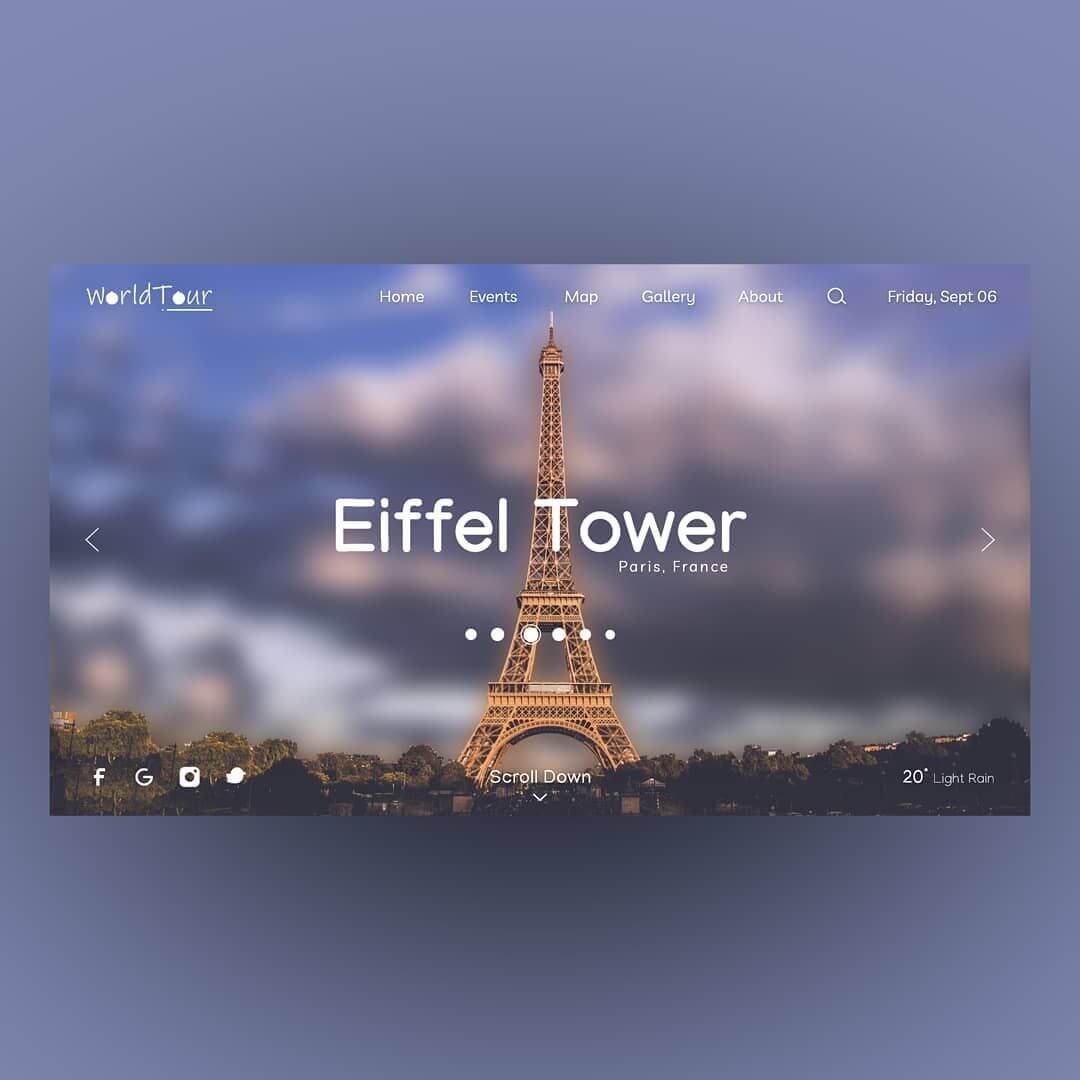 WorldTour
Home Events Map Gallery About Friday, Sept 06
Eiffel Tower
Paris, France
Scroll Down
20° Light Rain